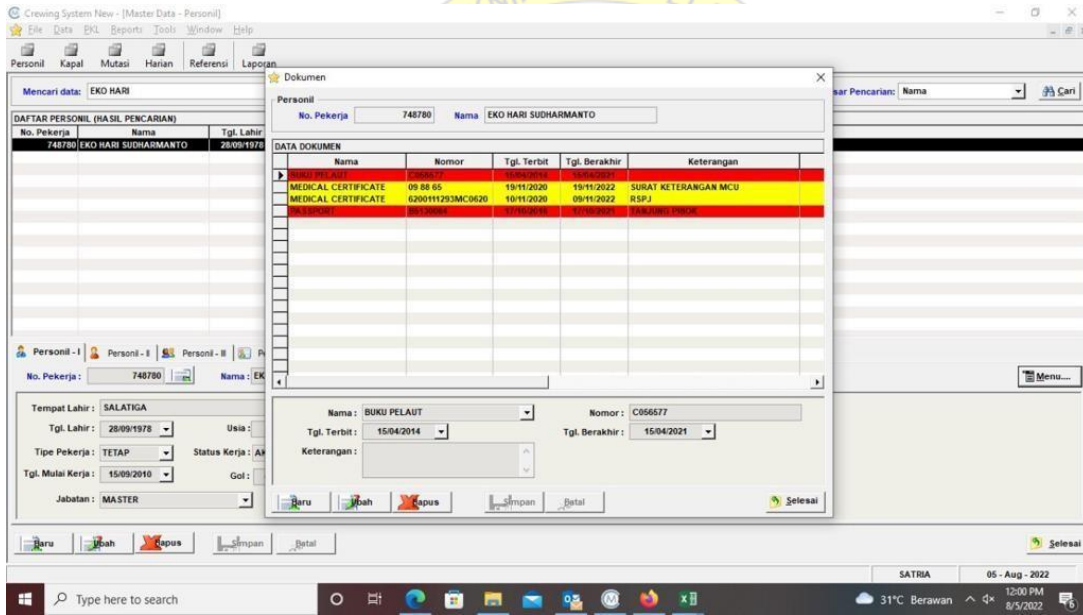 Crewing System New - [Master Data - Personil]
File Data PKL Reports Tools Window Help
Personil Kapal Mutasi Harian Referensi Laporan
Mencari data: EKO HARI
sar Pencarian: Nama Cari
DAFTAR PERSONIL (HASIL PENCARIAN)
No. Pekerja Nama Tgl. Lahir
748780 EKO HARI SUDHARMANTO 28/09/1978
Dokumen
Personil
No. Pekerja 748780 Nama EKO HARI SUDHARMANTO
DATA DOKUMEN
Nama Nomor Tgl. Terbit Tgl. Berakhir Keterangan
BUKU PELAUT C056577 15/04/2014 15/04/2021
MEDICAL CERTIFICATE 09 88 65 19/11/2020 19/11/2022 SURAT KETERANGAN MCU
MEDICAL CERTIFICATE 6200111293MC0620 10/11/2020 09/11/2022 RSPJ
PASSPORT TANJUNG PRIOK
Personil - I Personil - II Personil - III
No. Pekerja : 748780 Nama : EK
Menu....
Tempat Lahir : SALATIGA
Tgl. Lahir : 28/09/1978 Usia :
Tipe Pekerja : TETAP Status Kerja : AK
Tgl. Mulai Kerja : 15/09/2010 Gol :
Jabatan : MASTER
Nama : BUKU PELAUT Nomor : C056577
Tgl. Terbit : 15/04/2014 Tgl. Berakhir : 15/04/2021
Keterangan :
Baru Ubah Hapus Simpan Batal Selesai
Baru Ubah Hapus Simpan Batal Selesai
SATRIA 05 - Aug - 2022
Type here to search
31°C Berawan 12:00 PM
8/5/2022